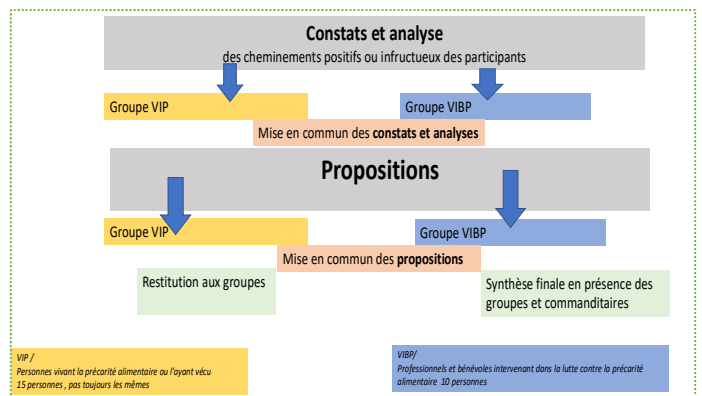 Constats et analyse
des cheminements positifs ou infructueux des participants
Groupe VIP
Groupe VIBP
Mise en commun des constats et analyses
Propositions
Groupe VIP
Groupe VIBP
Mise en commun des propositions
Restitution aux groupes
Synthèse finale en présence des
groupes et commanditaires
VIP /
Personnes vivant la précarité alimentaire ou l'ayant vécu
15 personnes , pas toujours les mêmes
VIBP/
Professionnels et bénévoles intervenant dans la lutte contre la précarité
alimentaire 10 personnes